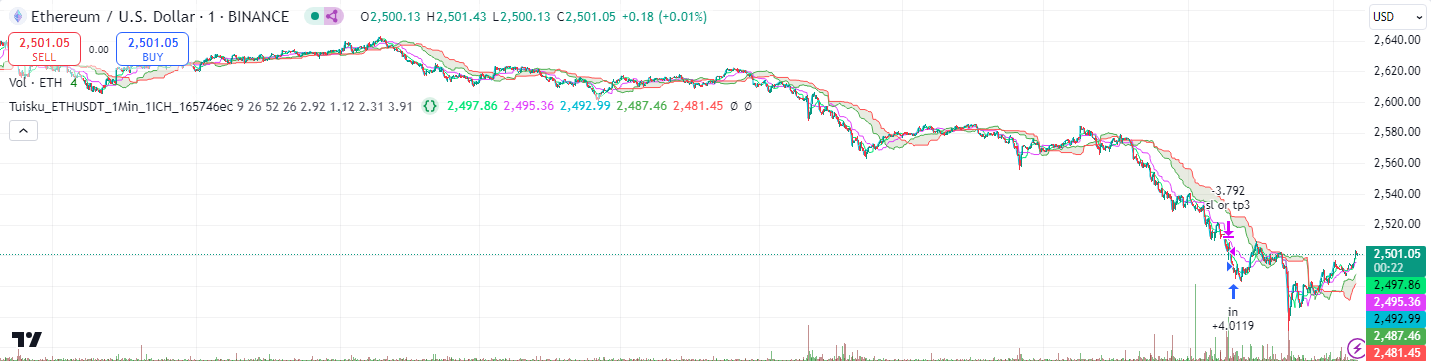 Ethereum / U.S. Dollar · 1 · BINANCE O2,500.13 H2,501.43 L2,500.13 C2,501.05 +0.18 (+0.01%)
USD
2,501.05 SELL
0.00
2,501.05 BUY
Vol · ETH 4
Tuisku_ETHUSDT_1Min_1ICH_165746ec 9 26 52 26 2.92 1.12 2.31 3.91 {} 2,497.86 2,495.36 2,492.99 2,487.46 2,481.45 Ø Ø
2,640.00
2,620.00
2,600.00
2,580.00
2,560.00
2,540.00
2,520.00
-3.792
sl or tp3
in
+4.0119
2,501.05
00:22
2,497.86
2,495.36
2,492.99
2,487.46
2,481.45